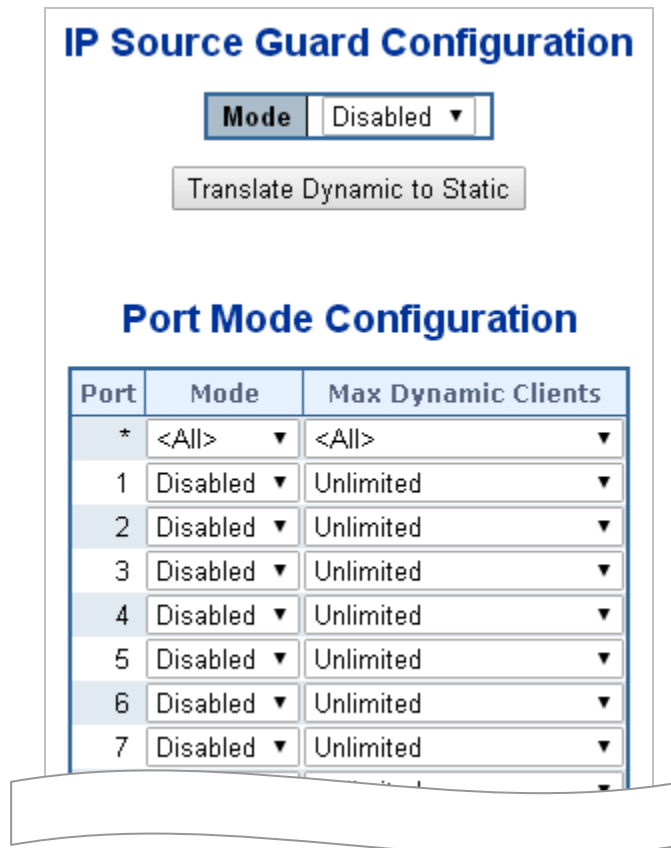 IP Source Guard Configuration
Mode Disabled
Translate Dynamic to Static
Port Mode Configuration
Port Mode Max Dynamic Clients
* <All> <All>
1 Disabled Unlimited
2 Disabled Unlimited
3 Disabled Unlimited
4 Disabled Unlimited
5 Disabled Unlimited
6 Disabled Unlimited
7 Disabled Unlimited